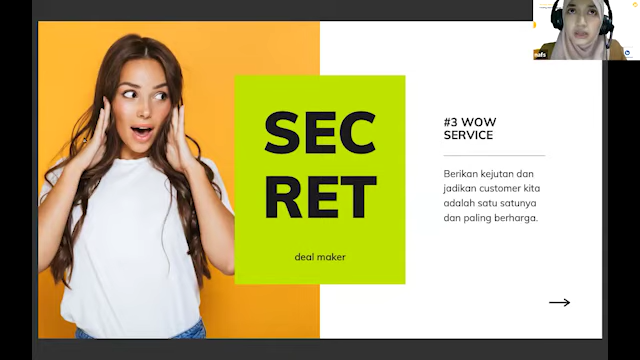 SEC
RET
deal maker
#3 WOW
SERVICE
Berikan kejutan dan
jadikan customer kita
adalah satu satunya
dan paling berharga.